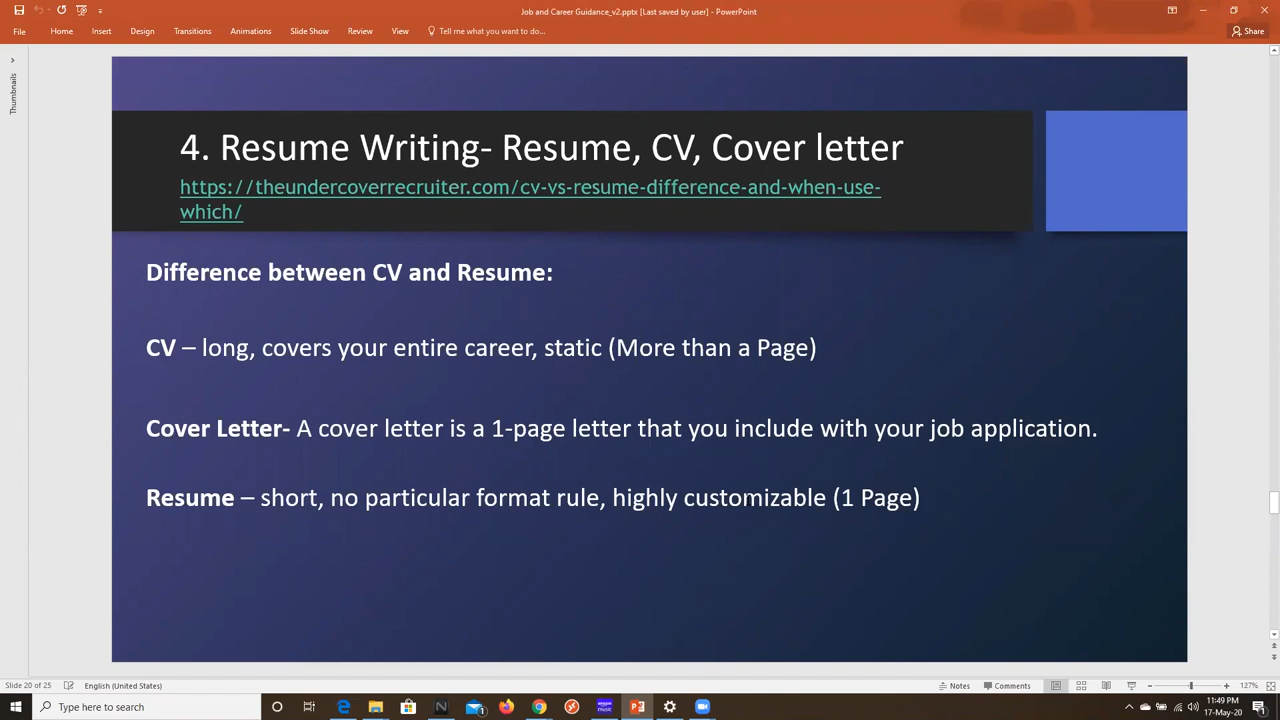 Job and Career Guidance_v2.pptx [Last saved by user] - PowerPoint
File Home Insert Design Transitions Animations Slide Show Review View Tell me what you want to do... Share
Thumbnails
4. Resume Writing- Resume, CV, Cover letter
https://theundercoverrecruiter.com/cv-vs-resume-difference-and-when-use-
which/
Difference between CV and Resume:
CV – long, covers your entire career, static (More than a Page)
Cover Letter- A cover letter is a 1-page letter that you include with your job application.
Resume – short, no particular format rule, highly customizable (1 Page)
Slide 20 of 25 English (United States) Notes Comments 127%
Type here to search
11:49 PM
17-May-20